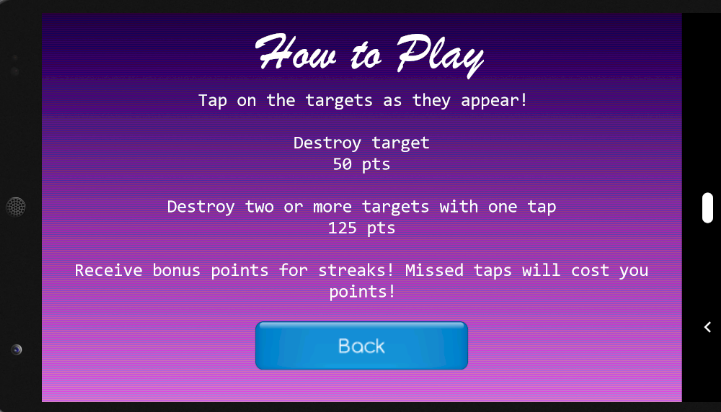 How to Play
Tap on the targets as they appear!
Destroy target
50 pts
Destroy two or more targets with one tap
125 pts
Receive bonus points for streaks! Missed taps will cost you
points!
Back